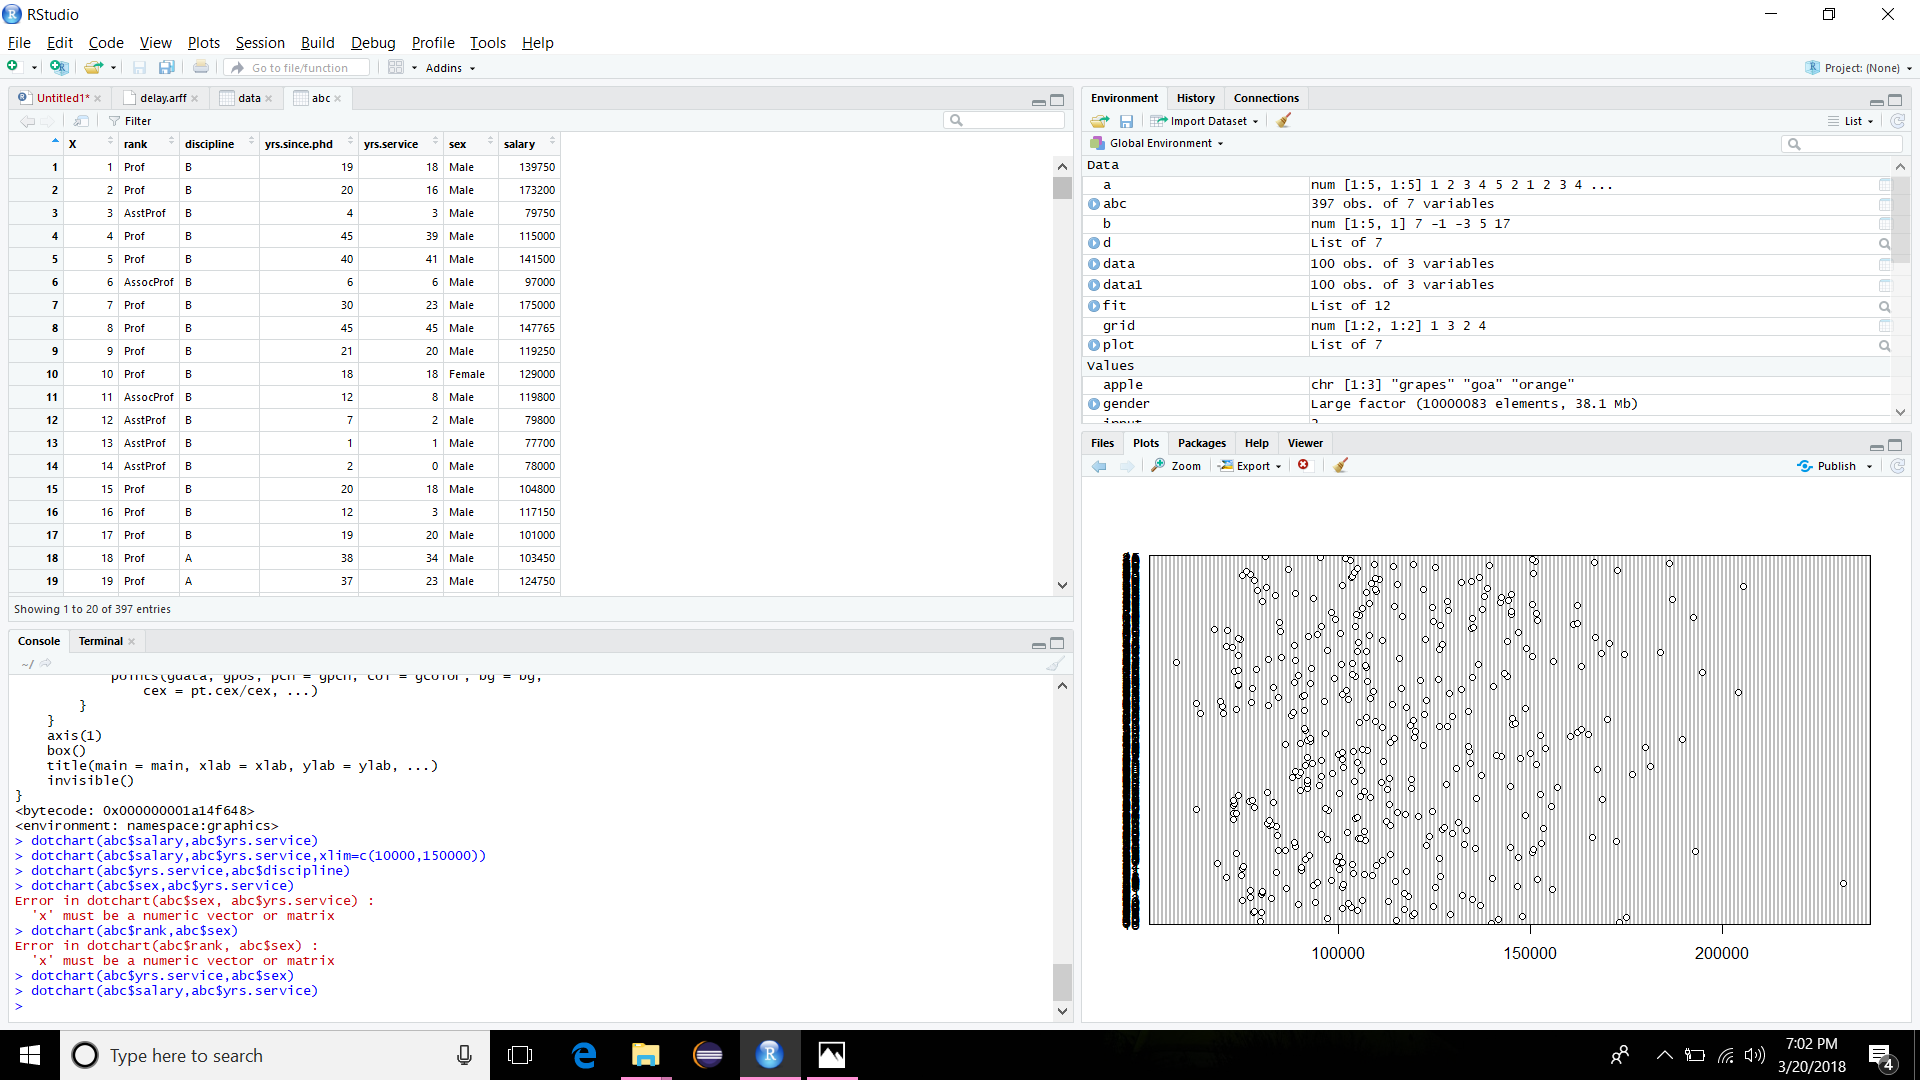 RStudio
File Edit Code View Plots Session Build Debug Profile Tools Help
Go to file/function Addins Project: (None)
Untitled1* delay.arff data abc
Filter
X rank discipline yrs.since.phd yrs.service sex salary
1 1 Prof B 19 18 Male 139750
2 2 Prof B 20 16 Male 173200
3 3 AsstProf B 4 3 Male 79750
4 4 Prof B 45 39 Male 115000
5 5 Prof B 40 41 Male 141500
6 6 AssocProf B 6 6 Male 97000
7 7 Prof B 30 23 Male 175000
8 8 Prof B 45 45 Male 147765
9 9 Prof B 21 20 Male 119250
10 10 Prof B 18 18 Female 129000
11 11 AssocProf B 12 8 Male 119800
12 12 AsstProf B 7 2 Male 79800
13 13 AsstProf B 1 1 Male 77700
14 14 AsstProf B 2 0 Male 78000
15 15 Prof B 20 18 Male 104800
16 16 Prof B 12 3 Male 117150
17 17 Prof B 19 20 Male 101000
18 18 Prof A 38 34 Male 103450
19 19 Prof A 37 23 Male 124750
Showing 1 to 20 of 397 entries
Console Terminal
~/
points(gdata, gpos, pch = gpch, col = gcolor, bg = bg,
cex = pt.cex/cex, ...)
}
}
axis(1)
box()
title(main = main, xlab = xlab, ylab = ylab, ...)
invisible()
}
<bytecode: 0x000000001a14f648>
<environment: namespace:graphics>
> dotchart(abc$salary,abc$yrs.service)
> dotchart(abc$salary,abc$yrs.service,xlim=c(10000,150000))
> dotchart(abc$yrs.service,abc$discipline)
> dotchart(abc$sex,abc$yrs.service)
Error in dotchart(abc$sex, abc$yrs.service) :
'x' must be a numeric vector or matrix
> dotchart(abc$rank,abc$sex)
Error in dotchart(abc$rank, abc$sex) :
'x' must be a numeric vector or matrix
> dotchart(abc$yrs.service,abc$sex)
> dotchart(abc$salary,abc$yrs.service)
>
Environment History Connections
Import Dataset List
Global Environment
Data
a num [1:5, 1:5] 1 2 3 4 5 2 1 2 3 4 ...
abc 397 obs. of 7 variables
b num [1:5, 1] 7 -1 -3 5 17
d List of 7
data 100 obs. of 3 variables
data1 100 obs. of 3 variables
fit List of 12
grid num [1:2, 1:2] 1 3 2 4
plot List of 7
Values
apple chr [1:3] "grapes" "goa" "orange"
gender Large factor (10000083 elements, 38.1 Mb)
input 2
Files Plots Packages Help Viewer
Zoom Export Publish
100000 150000 200000
Type here to search
7:02 PM
3/20/2018
4